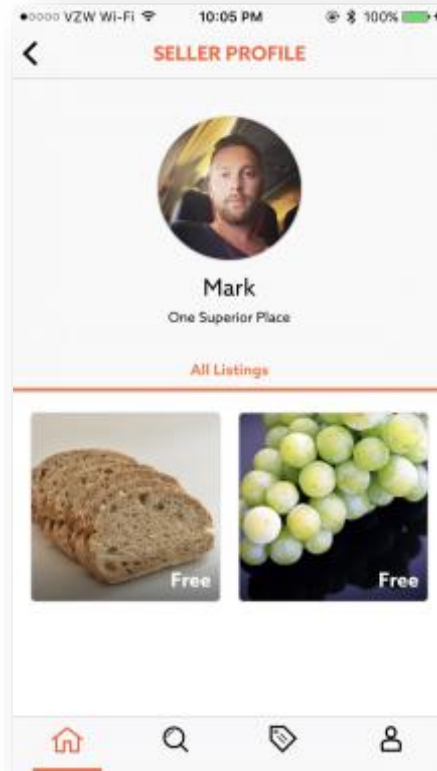 VZW Wi-Fi 10:05 PM 100%
SELLER PROFILE
Mark
One Superior Place
All Listings
Free Free